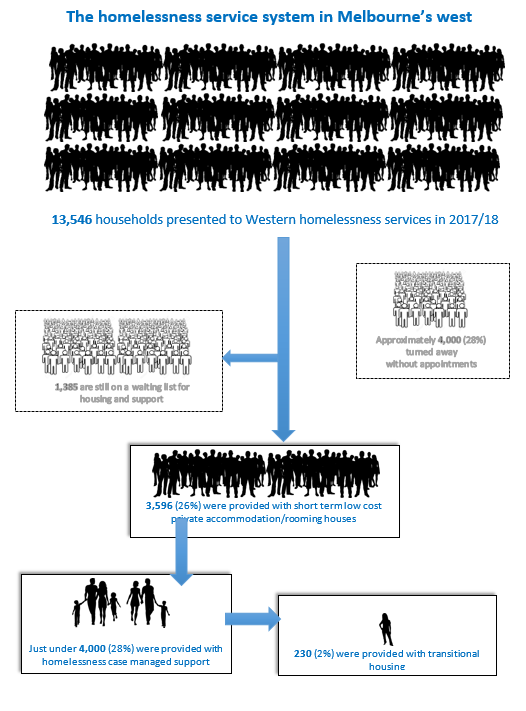 The homelessness service system in Melbourne’s west
13,546 households presented to Western homelessness services in 2017/18
Approximately 4,000 (28%)
turned away
without appointments
1,385 are still on a waiting list for
housing and support
3,596 (26%) were provided with short term low cost
private accommodation/rooming houses
Just under 4,000 (28%) were provided with
homelessness case managed support
230 (2%) were provided with transitional
housing